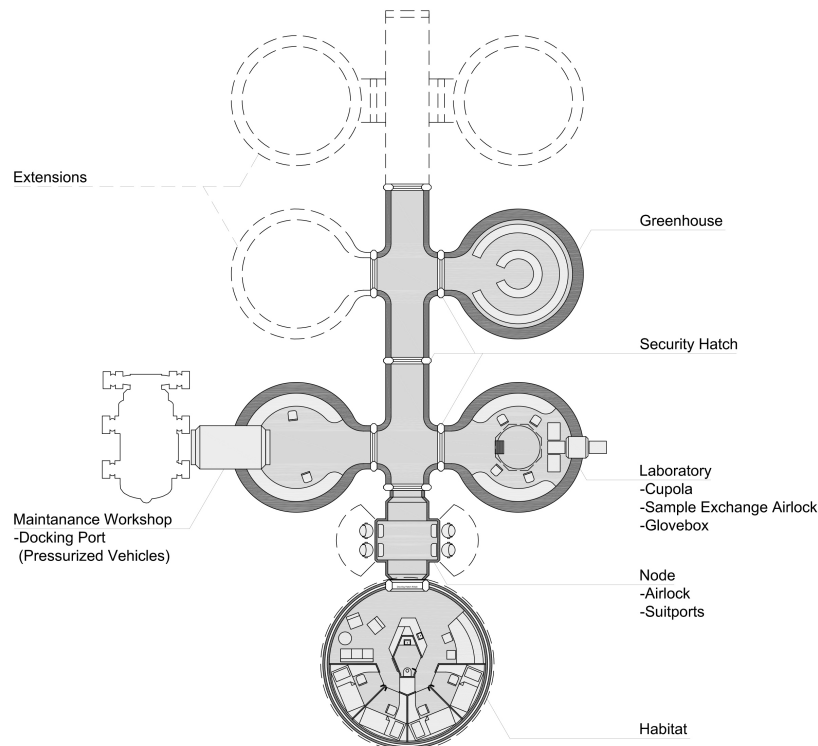 Extensions
Greenhouse
Security Hatch
Laboratory
-Cupola
-Sample Exchange Airlock
-Glovebox
Maintanance Workshop
-Docking Port
(Pressurized Vehicles)
Node
-Airlock
-Suitports
Habitat